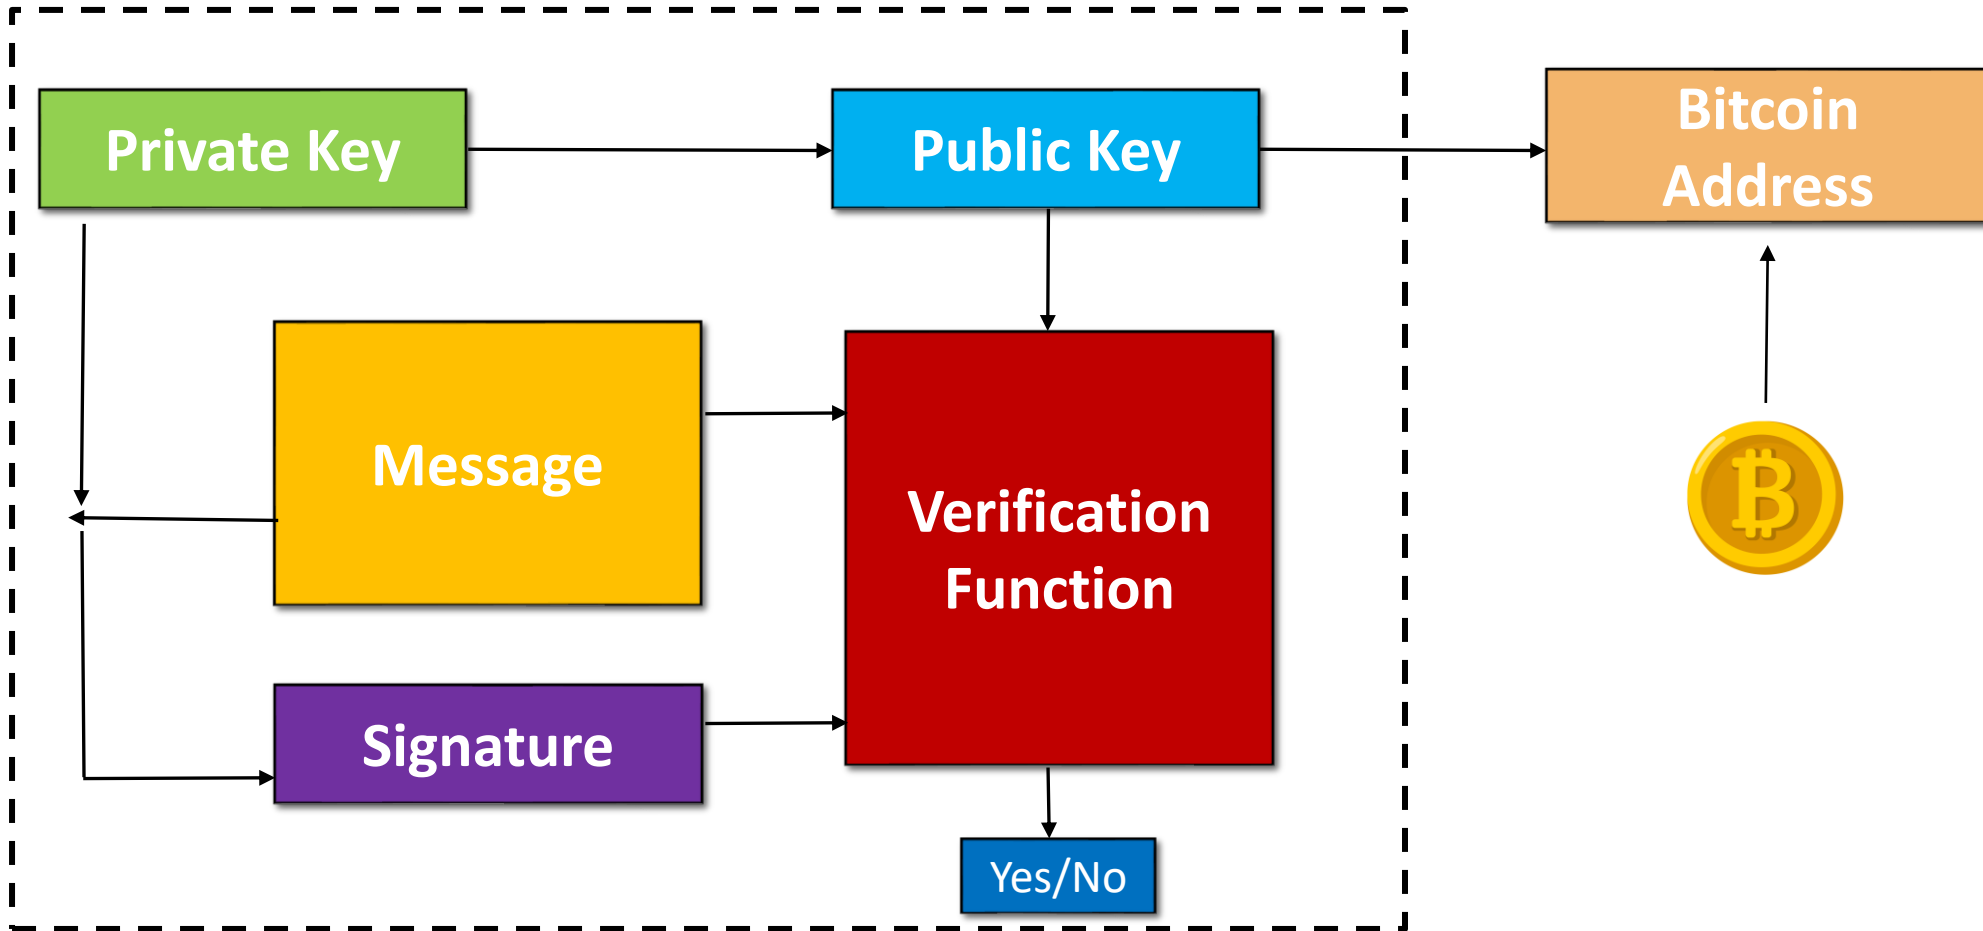 Private Key
Public Key
Bitcoin
Address
Message
Verification
Function
Signature
Yes/No